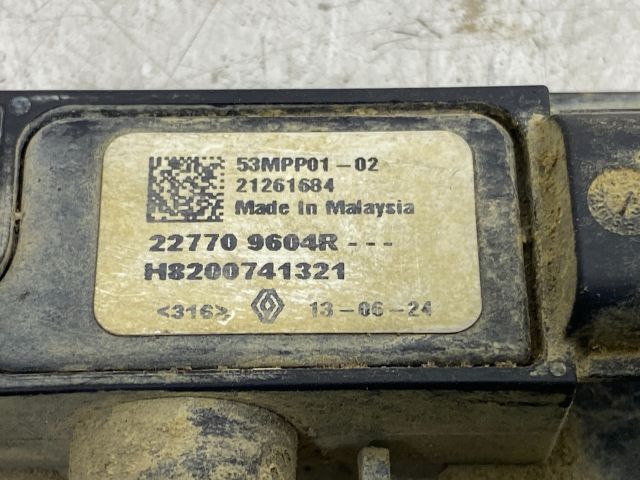 53MPP01-02
21261684
Made In Malaysia
22770 9604R---
H8200741321
<316> 13-06-24